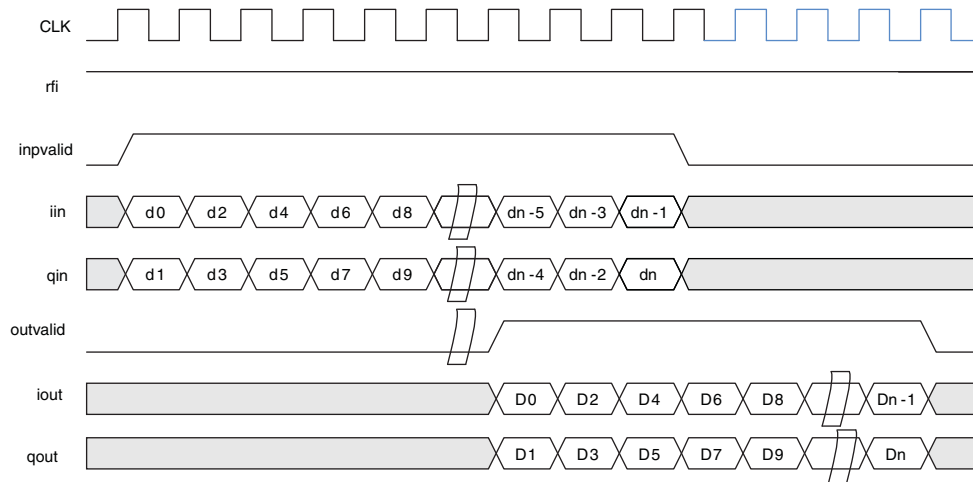 CLK
rfi
inpvalid
iin d0 d2 d4 d6 d8 dn -5 dn -3 dn -1
qin d1 d3 d5 d7 d9 dn -4 dn -2 dn
outvalid
iout D0 D2 D4 D6 D8 Dn -1
qout D1 D3 D5 D7 D9 Dn